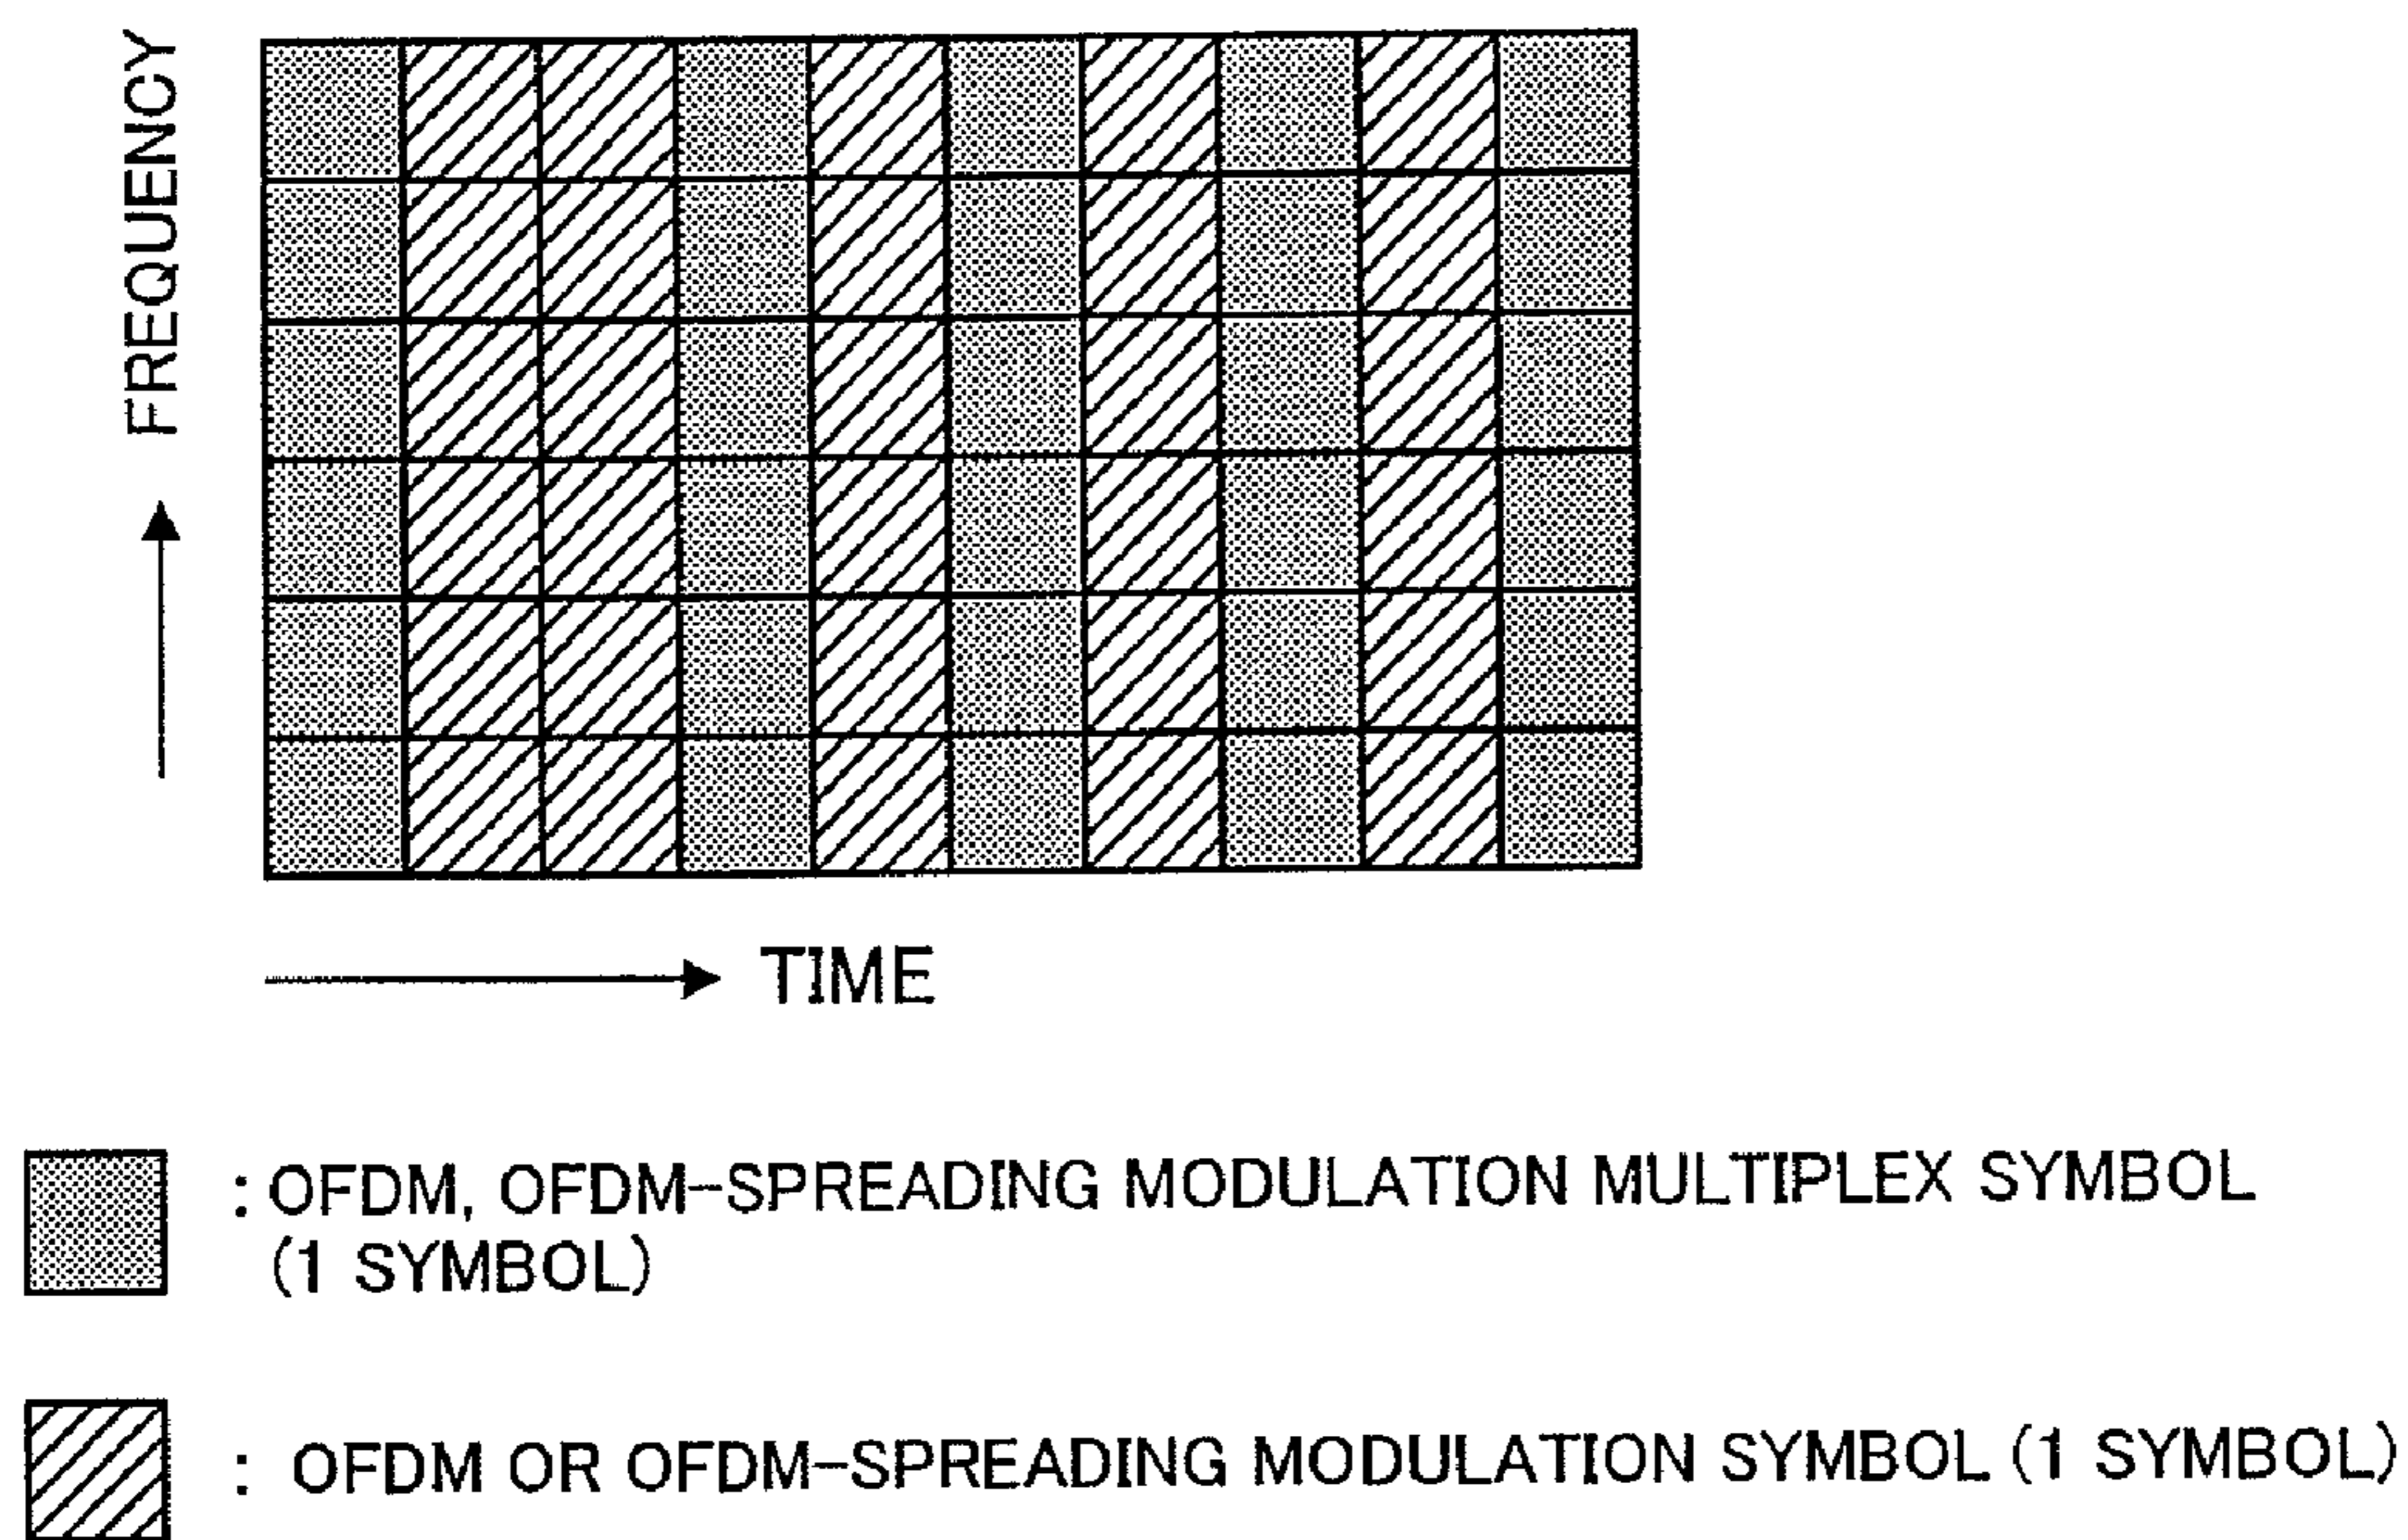 FREQUENCY
TIME
: OFDM, OFDM-SPREADING MODULATION MULTIPLEX SYMBOL
(1 SYMBOL)
: OFDM OR OFDM-SPREADING MODULATION SYMBOL (1 SYMBOL)